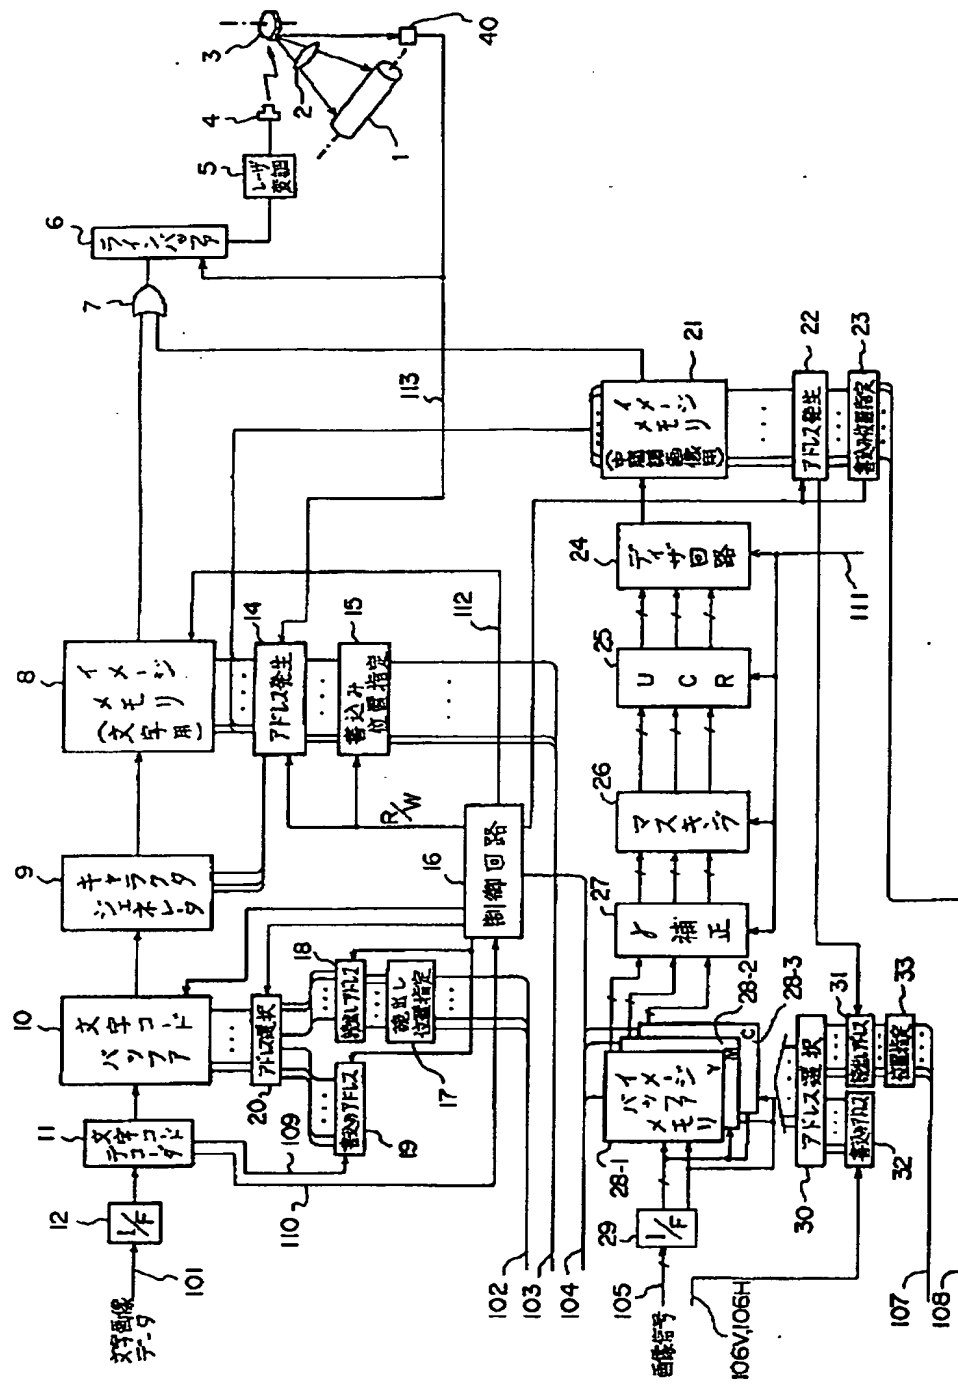 文字画像
データ
101
12
I/F
11
文字コード
デコーダ
110
109
10
文字コード
バッファ
20
アドレス選択
19
書込みアドレス
18
読出しアドレス
17
読出し
位置指定
9
キャラクタ
ジェネレータ
8
イメージ
メモリ
(文字用)
14
アドレス発生
15
書込み
位置指定
R/W
16
制御回路
112
113
7
6
ラインバッファ
5
レーザ
変調
4
3
2
1
40
102
103
104
105
画像信号
29
I/F
106V,106H
28-1
バッファ
イメージ
メモリ
Y
M
C
28-2
28-3
30
アドレス選択
31
読出しアドレス
32
書込みアドレス
33
位置指定
107
108
27
γ
補正
26
マスキング
25
UCR
24
ディザ回路
111
21
イメージ
メモリ
(中間調画像用)
22
アドレス発生
23
書込み位置指定